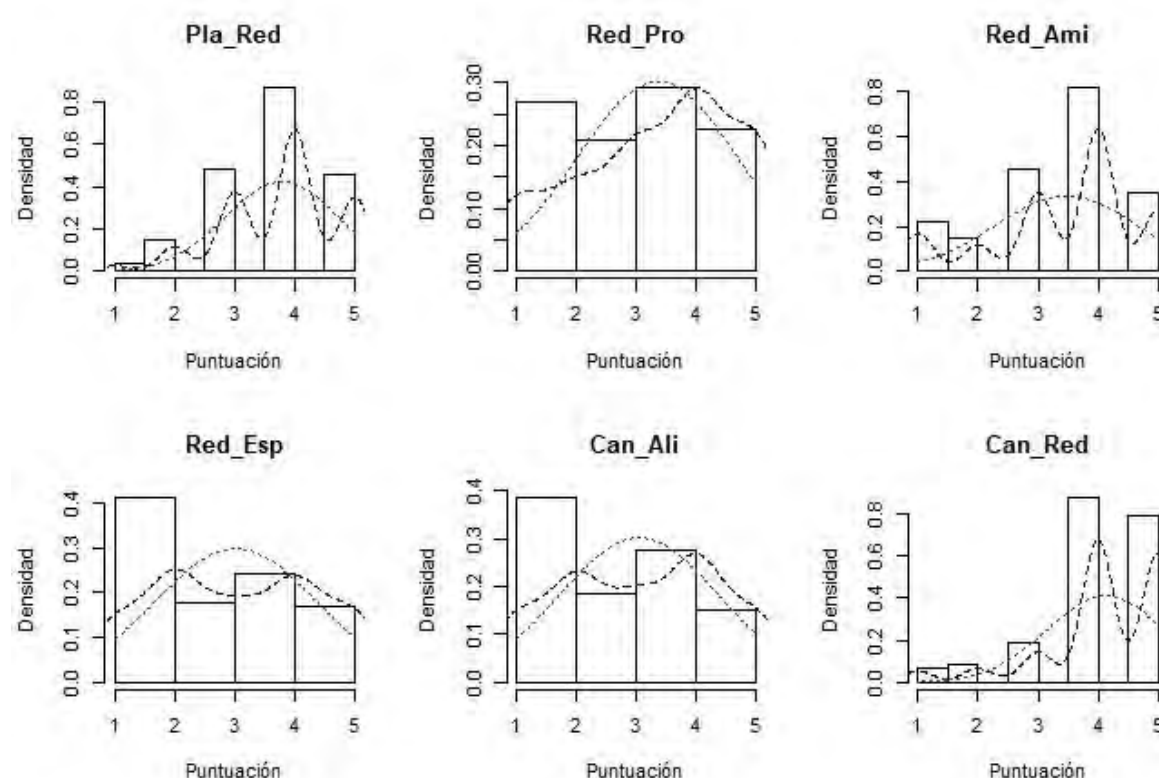 Pla_Red
Densidad
0.0 0.2 0.4 0.6 0.8
1 2 3 4 5
Puntuación
Red_Pro
Densidad
0.00 0.10 0.20 0.30
1 2 3 4 5
Puntuación
Red_Ami
Densidad
0.0 0.2 0.4 0.6 0.8
1 2 3 4 5
Puntuación
Red_Esp
Densidad
0.0 0.1 0.2 0.3 0.4
1 2 3 4 5
Puntuación
Can_Ali
Densidad
0.0 0.1 0.2 0.3 0.4
1 2 3 4 5
Puntuación
Can_Red
Densidad
0.0 0.2 0.4 0.6 0.8
1 2 3 4 5
Puntuación